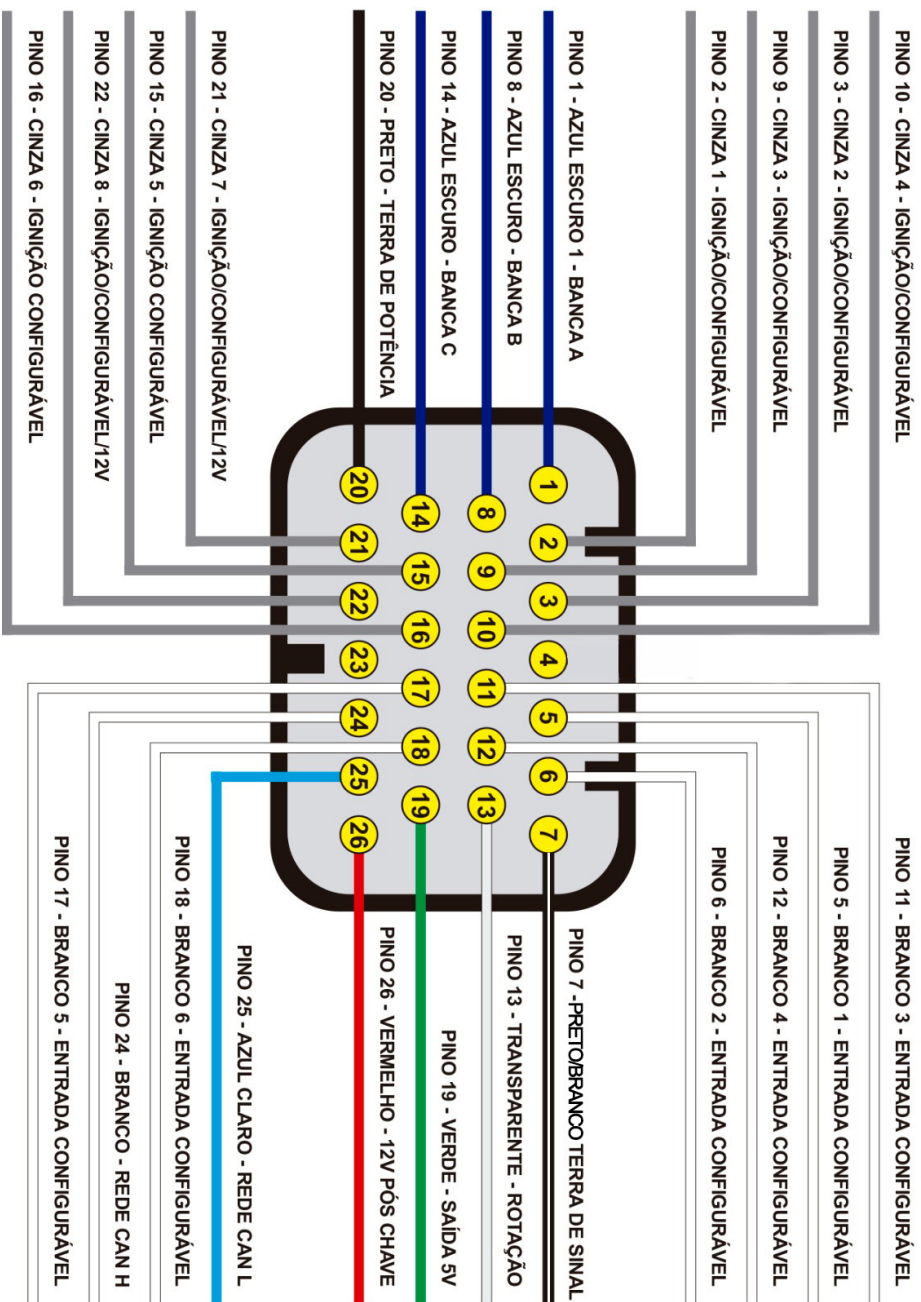 PINO 10 - CINZA 4 - IGNIÇÃO/CONFIGURÁVEL
PINO 3 - CINZA 2 - IGNIÇÃO/CONFIGURÁVEL
PINO 9 - CINZA 3 - IGNIÇÃO/CONFIGURÁVEL
PINO 2 - CINZA 1 - IGNIÇÃO/CONFIGURÁVEL
PINO 1 - AZUL ESCURO 1 - BANCA A
PINO 8 - AZUL ESCURO - BANCA B
PINO 14 - AZUL ESCURO - BANCA C
PINO 20 - PRETO - TERRA DE POTÊNCIA
PINO 21 - CINZA 7 - IGNIÇÃO/CONFIGURÁVEL/12V
PINO 15 - CINZA 5 - IGNIÇÃO CONFIGURÁVEL
PINO 22 - CINZA 8 - IGNIÇÃO/CONFIGURÁVEL/12V
PINO 16 - CINZA 6 - IGNIÇÃO CONFIGURÁVEL
1 2 3 4 5 6 7
8 9 10 11 12 13
14 15 16 17 18 19
20 21 22 23 24 25 26
PINO 11 - BRANCO 3 - ENTRADA CONFIGURÁVEL
PINO 5 - BRANCO 1 - ENTRADA CONFIGURÁVEL
PINO 12 - BRANCO 4 - ENTRADA CONFIGURÁVEL
PINO 6 - BRANCO 2 - ENTRADA CONFIGURÁVEL
PINO 7 -PRETO/BRANCO TERRA DE SINAL
PINO 13 - TRANSPARENTE - ROTAÇÃO
PINO 19 - VERDE - SAÍDA 5V
PINO 26 - VERMELHO - 12V PÓS CHAVE
PINO 25 - AZUL CLARO - REDE CAN L
PINO 18 - BRANCO 6 - ENTRADA CONFIGURÁVEL
PINO 24 - BRANCO - REDE CAN H
PINO 17 - BRANCO 5 - ENTRADA CONFIGURÁVEL